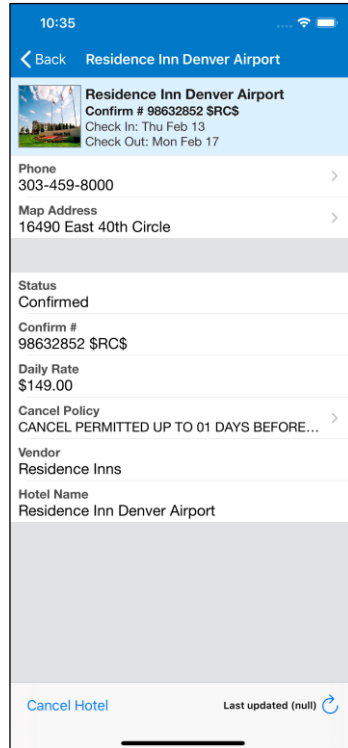 10:35
Back Residence Inn Denver Airport
Residence Inn Denver Airport
Confirm # 98632852 $RC$
Check In: Thu Feb 13
Check Out: Mon Feb 17
Phone
303-459-8000
Map Address
16490 East 40th Circle
Status
Confirmed
Confirm #
98632852 $RC$
Daily Rate
$149.00
Cancel Policy
CANCEL PERMITTED UP TO 01 DAYS BEFORE...
Vendor
Residence Inns
Hotel Name
Residence Inn Denver Airport
Cancel Hotel Last updated (null)